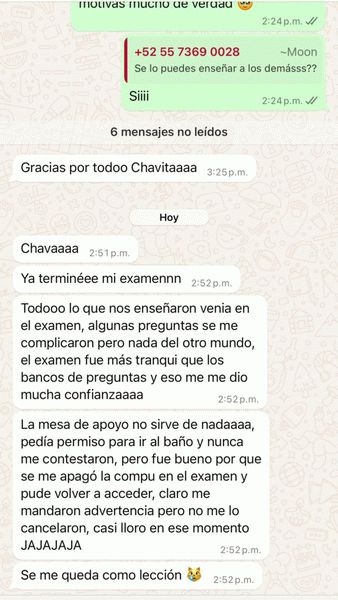 motivas mucho de verdad 🥹
2:24 p.m.
+52 55 7369 0028 ~Moon
Se lo puedes enseñar a los demásss??
Siiii
2:24 p.m.
6 mensajes no leídos
Gracias por todoo Chavitaaaa
3:25 p.m.
Hoy
Chavaaaa
2:51 p.m.
Ya terminéee mi examennn
2:52 p.m.
Todooo lo que nos enseñaron venia en
el examen, algunas preguntas se me
complicaron pero nada del otro mundo,
el examen fue más tranqui que los
bancos de preguntas y eso me me dio
mucha confianzaaaa
2:52 p.m.
La mesa de apoyo no sirve de nadaaaa,
pedía permiso para ir al baño y nunca
me contestaron, pero fue bueno por que
se me apagó la compu en el examen y
pude volver a acceder, claro me
mandaron advertencia pero no me lo
cancelaron, casi lloro en ese momento
JAJAJAJA
2:52 p.m.
Se me queda como lección 😿
2:52 p.m.